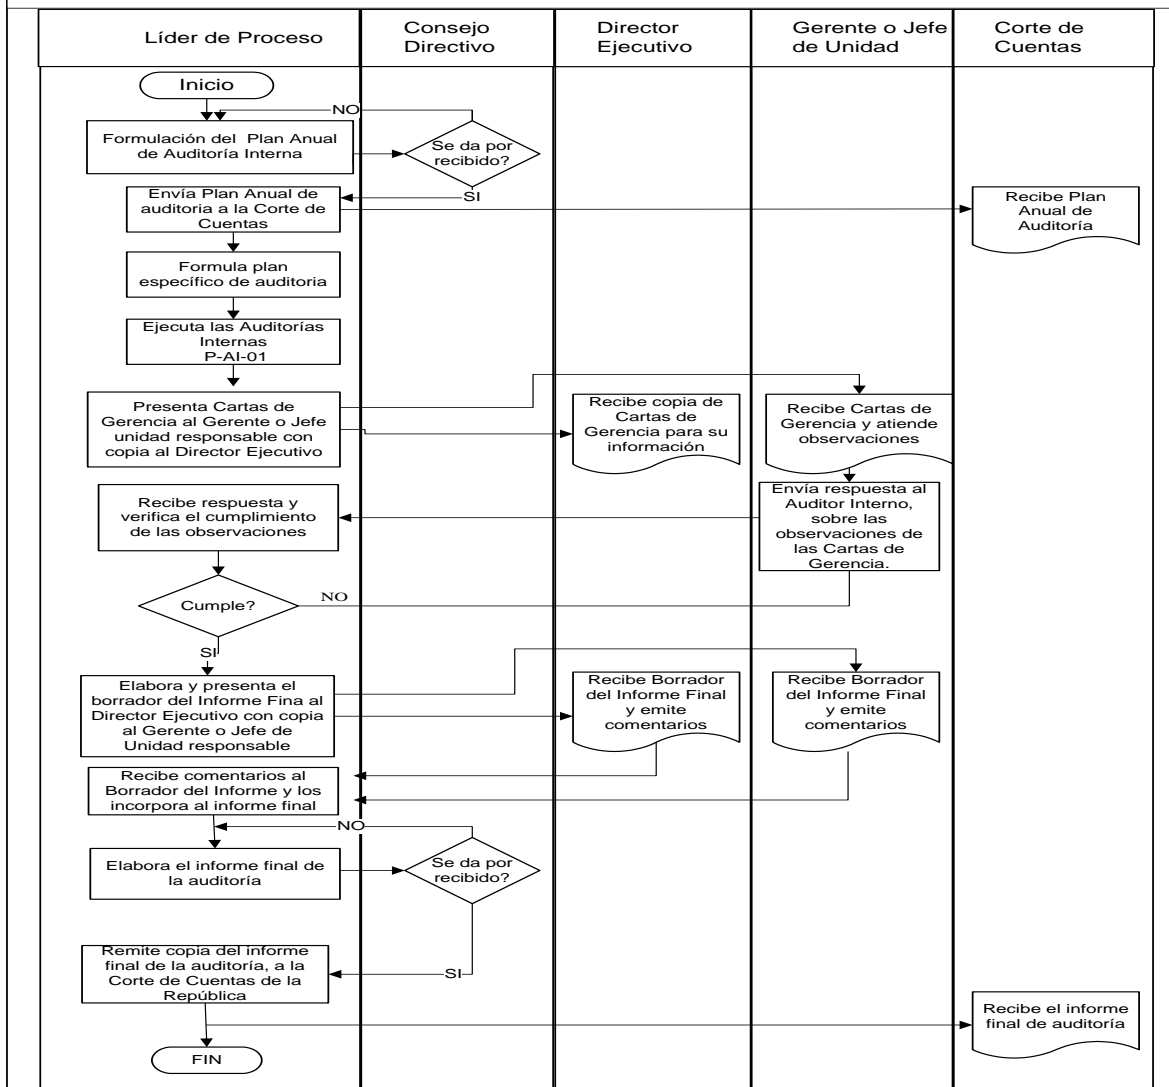 Líder de Proceso
Consejo
Directivo
Director
Ejecutivo
Gerente o Jefe
de Unidad
Corte de
Cuentas
Inicio
NO
Formulación del Plan Anual
de Auditoría Interna
Se da por
recibido?
SI
Envía Plan Anual de
auditoria a la Corte de
Cuentas
Recibe Plan
Anual de
Auditoría
Formula plan
específico de auditoria
Ejecuta las Auditorías
Internas
P-AI-01
Presenta Cartas de
Gerencia al Gerente o Jefe
unidad responsable con
copia al Director Ejecutivo
Recibe copia de
Cartas de
Gerencia para su
información
Recibe Cartas de
Gerencia y atiende
observaciones
Recibe respuesta y
verifica el cumplimiento
de las observaciones
Envía respuesta al
Auditor Interno,
sobre las
observaciones de
las Cartas de
Gerencia.
Cumple?
NO
SI
Elabora y presenta el
borrador del Informe Fina al
Director Ejecutivo con copia
al Gerente o Jefe de
Unidad responsable
Recibe Borrador
del Informe Final
y emite
comentarios
Recibe Borrador
del Informe Final
y emite
comentarios
Recibe comentarios al
Borrador del Informe y los
incorpora al informe final
NO
Elabora el informe final de
la auditoría
Se da por
recibido?
SI
Remite copia del informe
final de la auditoría, a la
Corte de Cuentas de la
República
Recibe el informe
final de auditoría
FIN